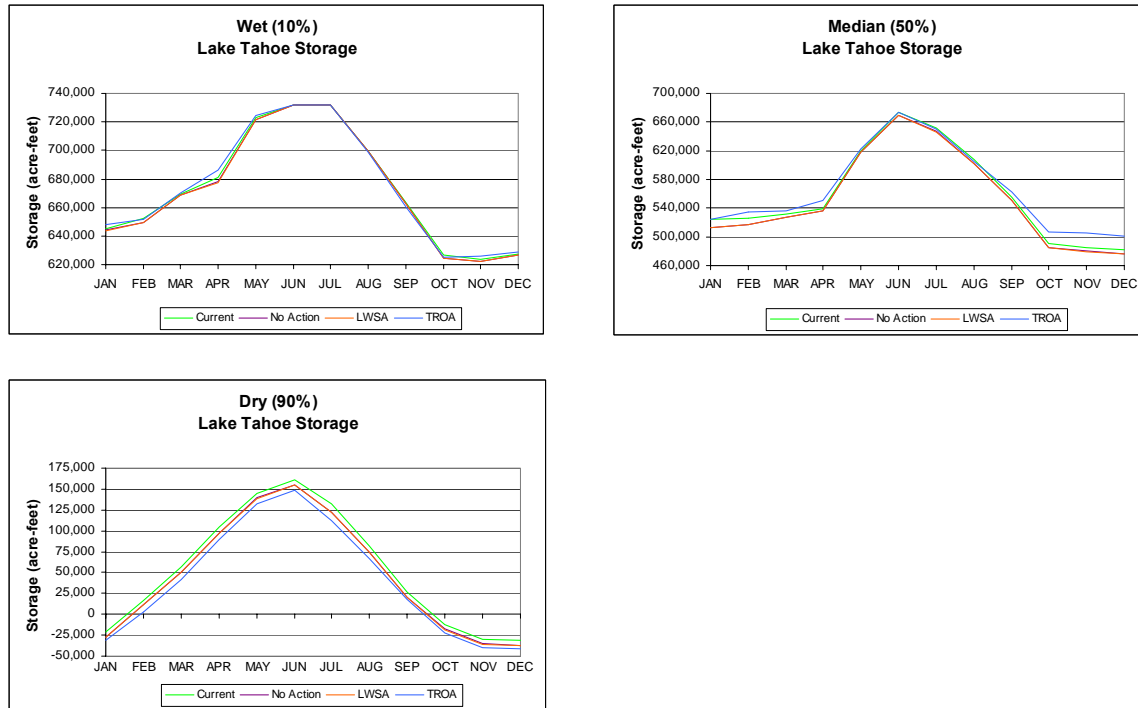 Wet (10%)
Lake Tahoe Storage
Storage (acre-feet)
740,000
720,000
700,000
680,000
660,000
640,000
620,000
JAN FEB MAR APR MAY JUN JUL AUG SEP OCT NOV DEC
Current No Action LWSA TROA
Median (50%)
Lake Tahoe Storage
Storage (acre-feet)
700,000
660,000
620,000
580,000
540,000
500,000
460,000
JAN FEB MAR APR MAY JUN JUL AUG SEP OCT NOV DEC
Current No Action LWSA TROA
Dry (90%)
Lake Tahoe Storage
Storage (acre-feet)
175,000
150,000
125,000
100,000
75,000
50,000
25,000
0
-25,000
-50,000
JAN FEB MAR APR MAY JUN JUL AUG SEP OCT NOV DEC
Current No Action LWSA TROA